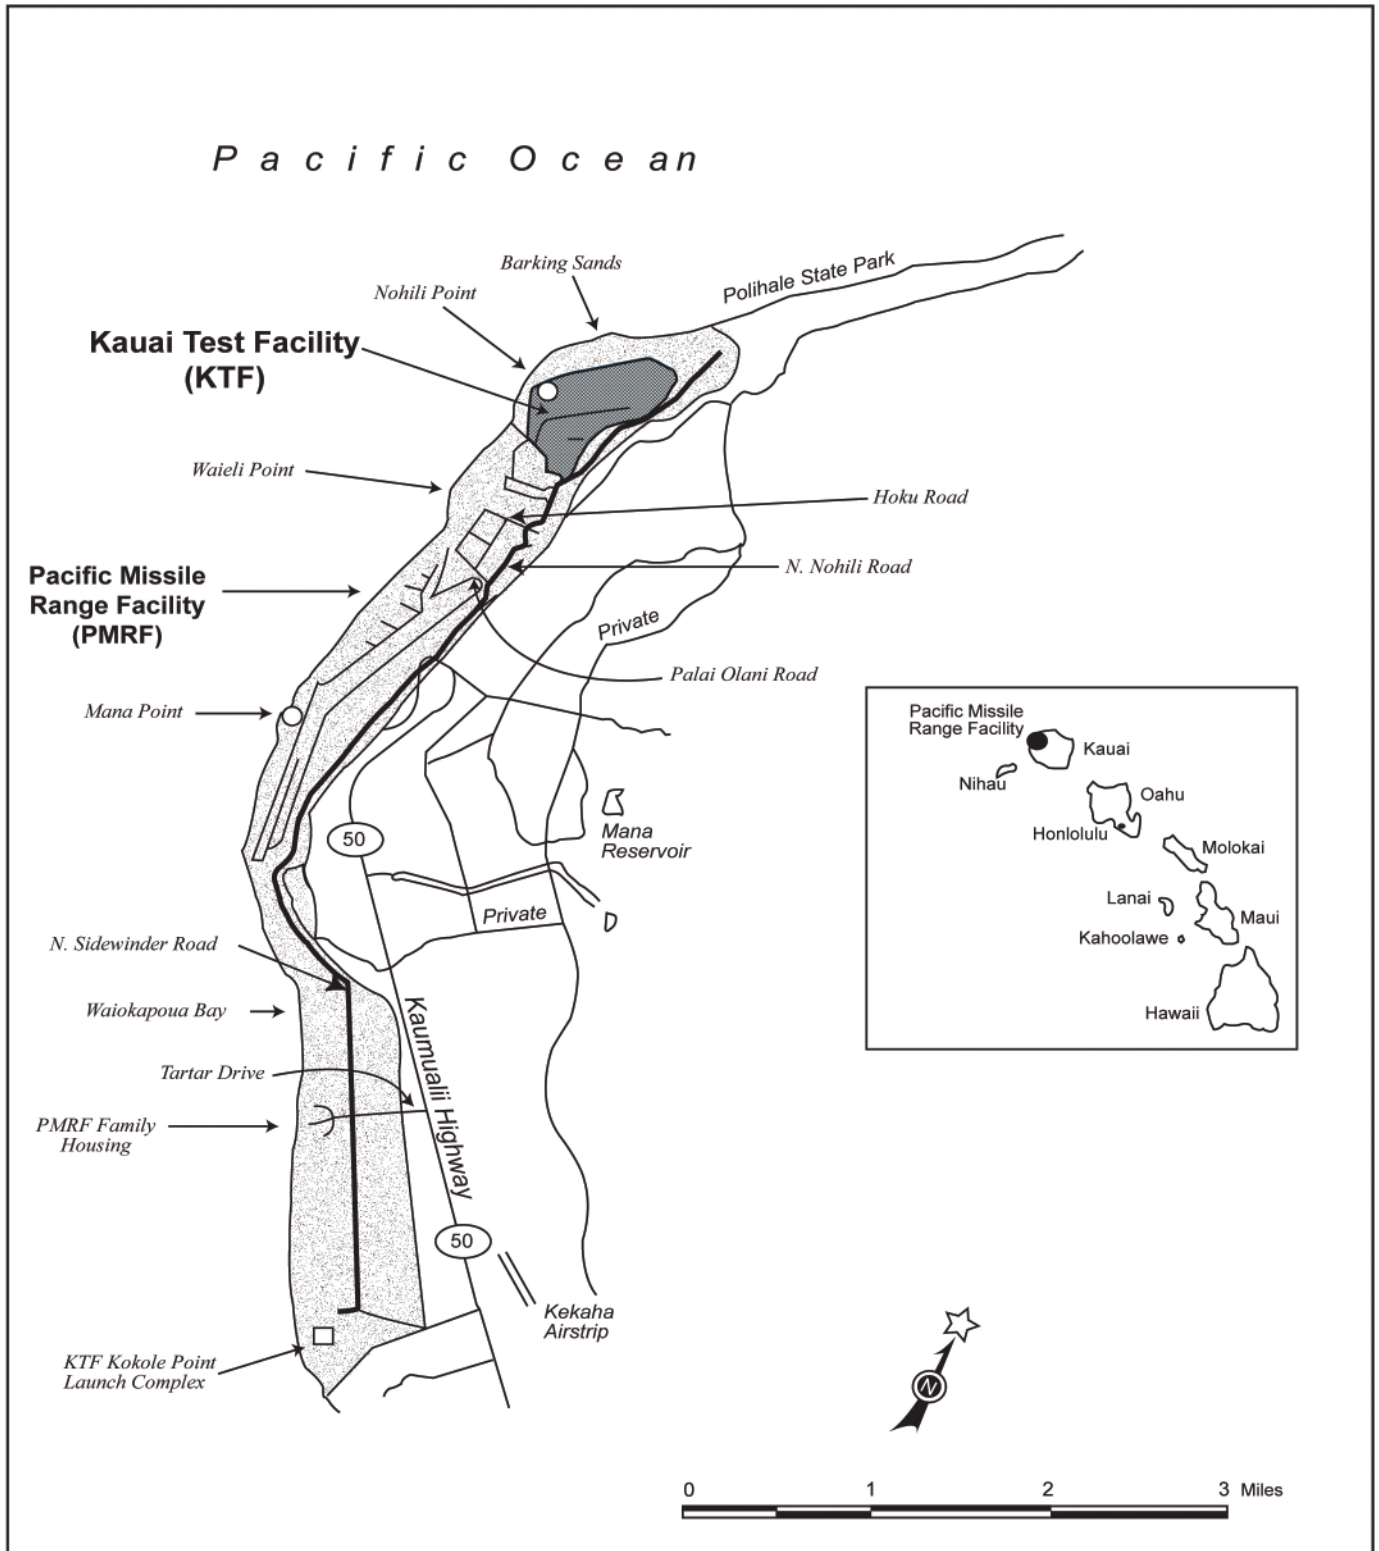 Pacific Ocean
Barking Sands
Polihale State Park
Nohili Point
Kauai Test Facility
(KTF)
Waieli Point
Hoku Road
N. Nohili Road
Pacific Missile
Range Facility
(PMRF)
Private
Palai Olani Road
Mana Point
50
Mana
Reservoir
Private
N. Sidewinder Road
Waiokapoua Bay
Kaumualii Highway
Tartar Drive
PMRF Family
Housing
50
Kekaha
Airstrip
KTF Kokole Point
Launch Complex
Pacific Missile
Range Facility
Kauai
Nihau
Oahu
Honlolulu
Molokai
Lanai
Maui
Kahoolawe
Hawaii
N
0 1 2 3 Miles